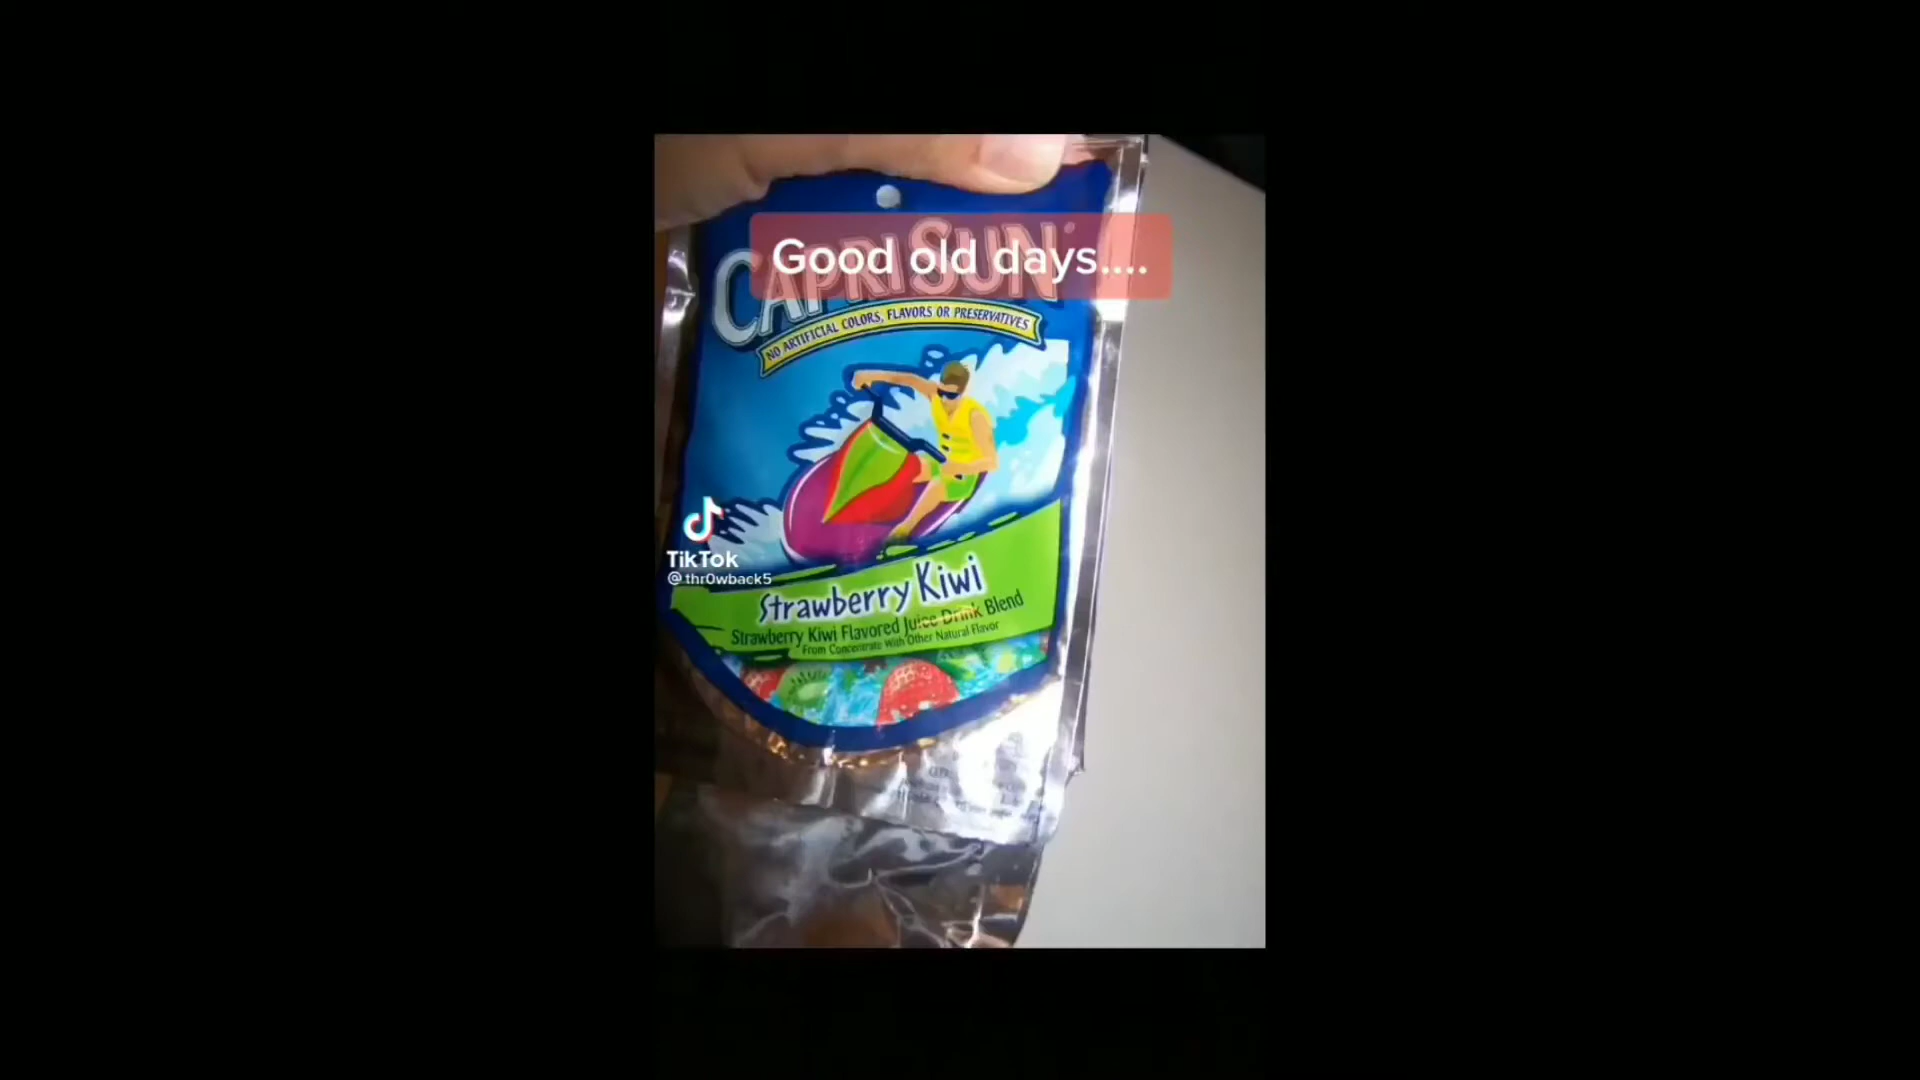 Good old days....
CAPRI SUN
NO ARTIFICIAL COLORS, FLAVORS OR PRESERVATIVES
TikTok
@thr0wback5
Strawberry Kiwi
Strawberry Kiwi Flavored Juice Drink Blend
From Concentrate With Other Natural Flavor